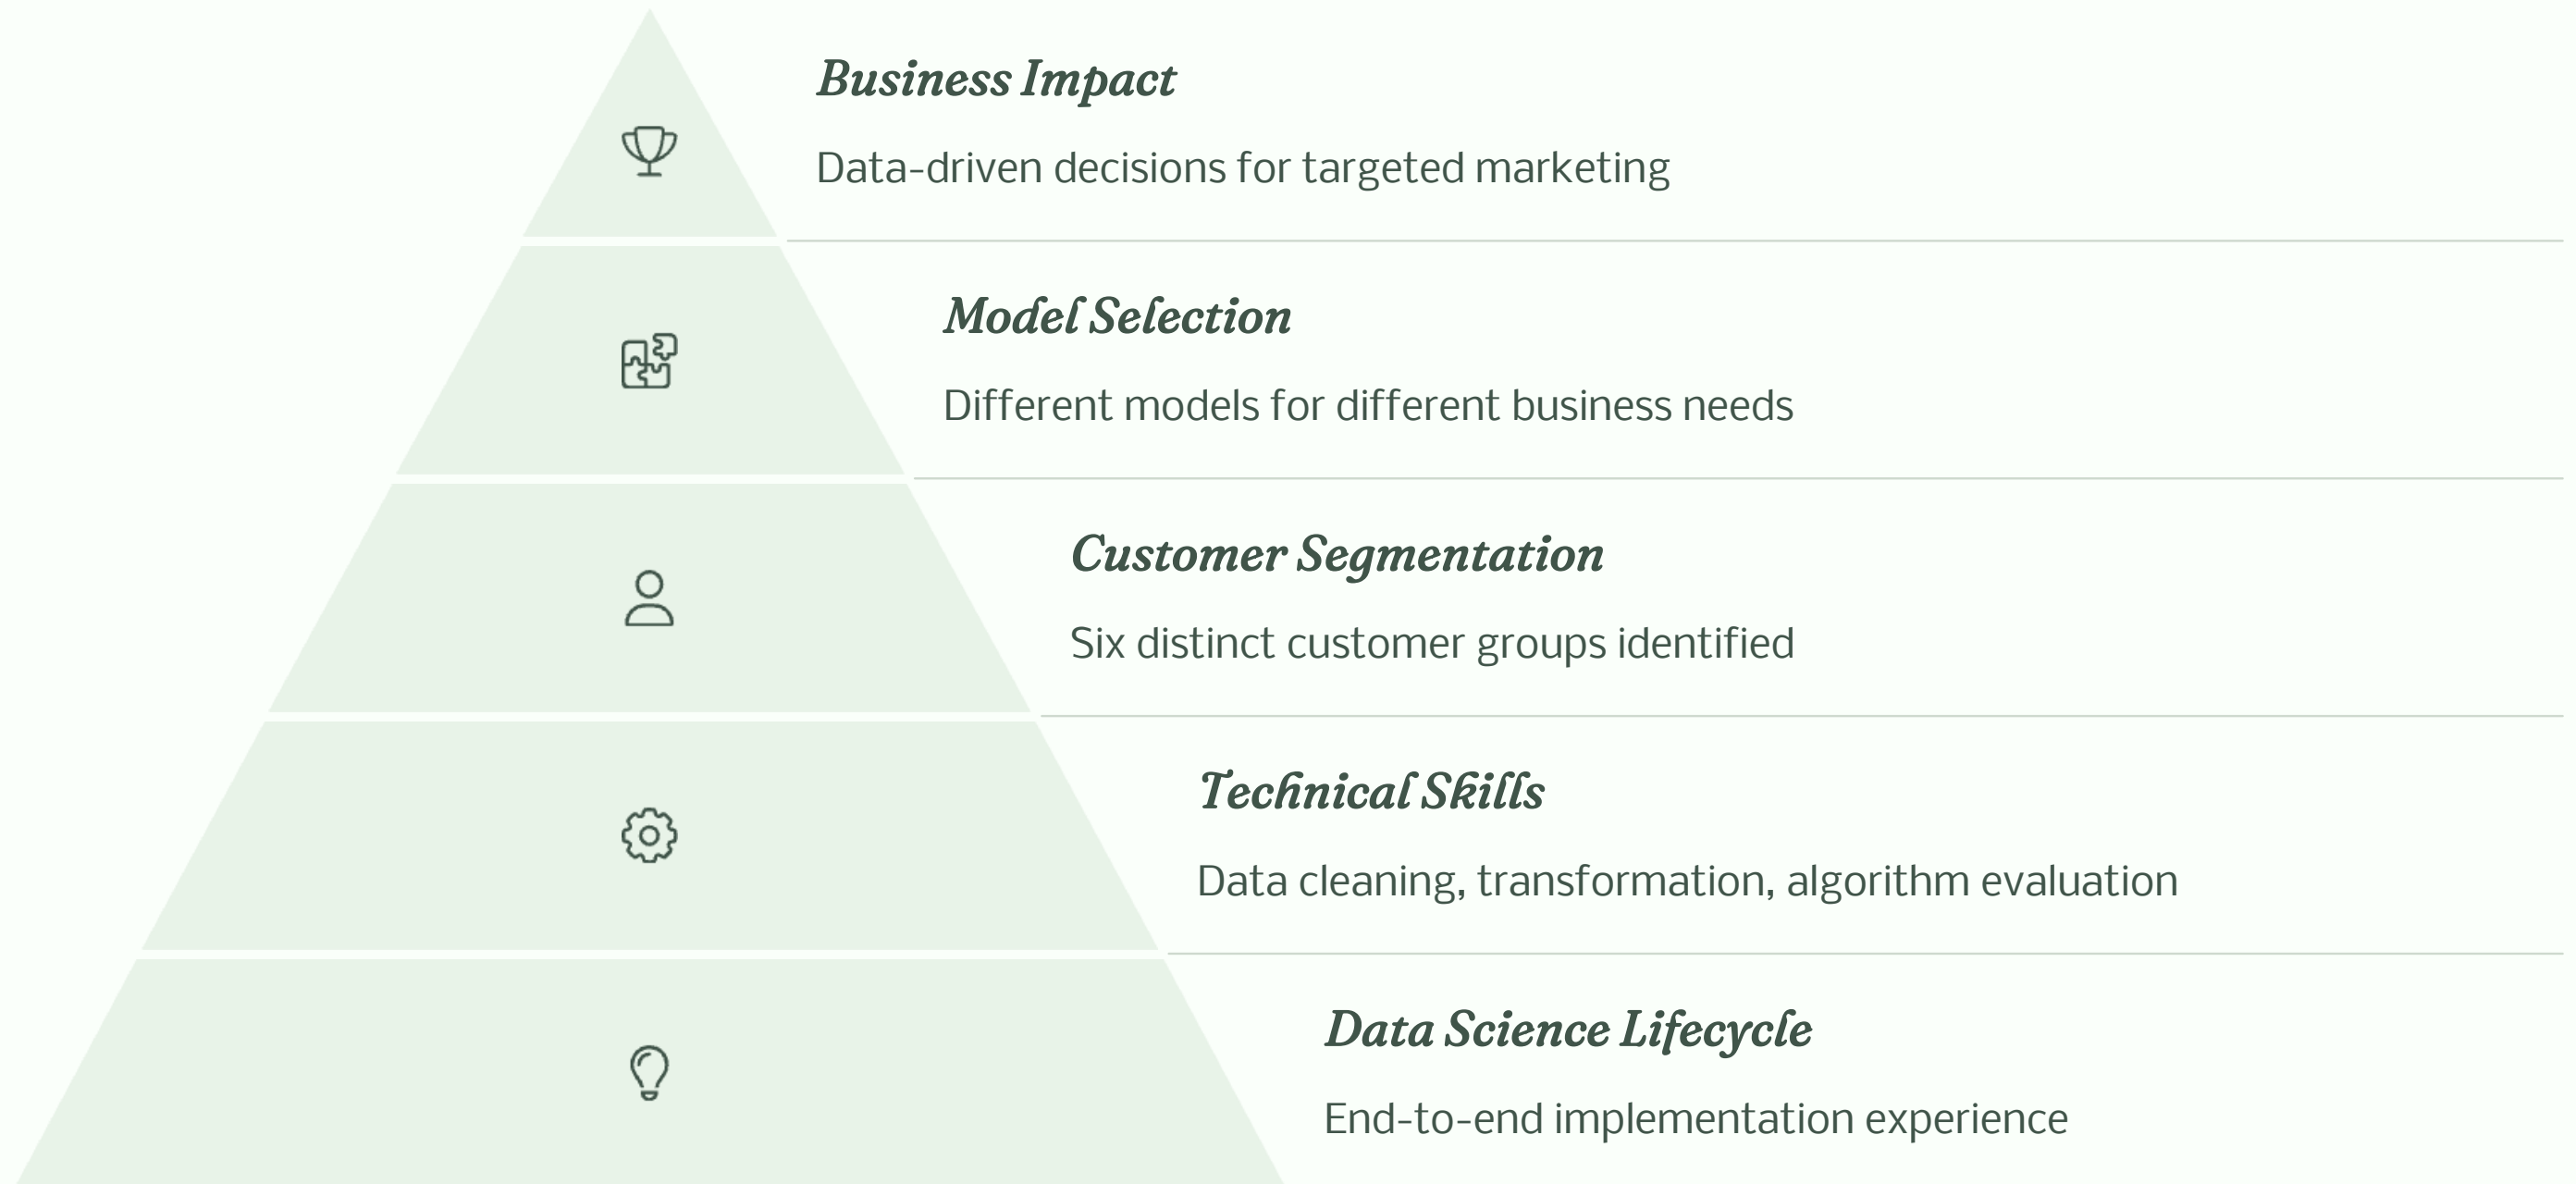 Business Impact
Data-driven decisions for targeted marketing
Model Selection
Different models for different business needs
Customer Segmentation
Six distinct customer groups identified
Technical Skills
Data cleaning, transformation, algorithm evaluation
Data Science Lifecycle
End-to-end implementation experience